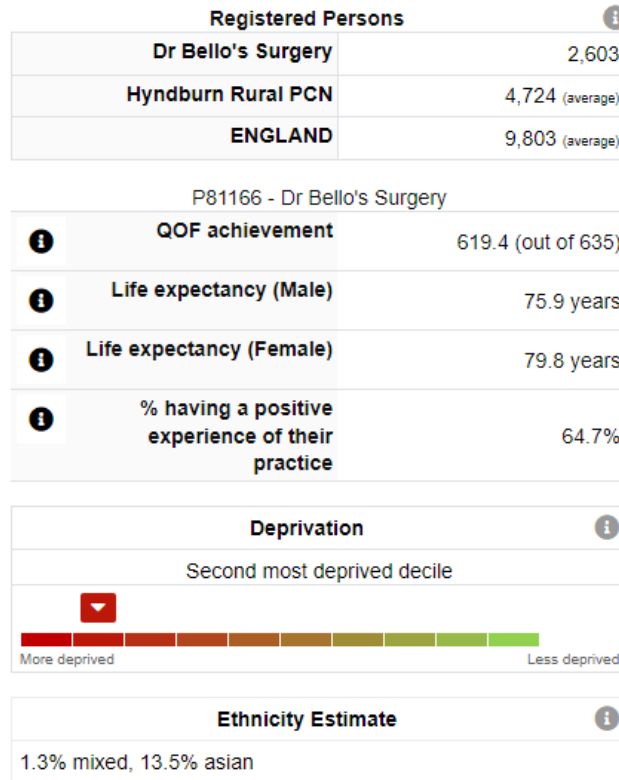 Registered Persons
Dr Bello's Surgery 2,603
Hyndburn Rural PCN 4,724 (average)
ENGLAND 9,803 (average)
P81166 - Dr Bello's Surgery
QOF achievement 619.4 (out of 635)
Life expectancy (Male) 75.9 years
Life expectancy (Female) 79.8 years
% having a positive
experience of their
practice 64.7%
Deprivation
Second most deprived decile
More deprived Less deprived
Ethnicity Estimate
1.3% mixed, 13.5% asian